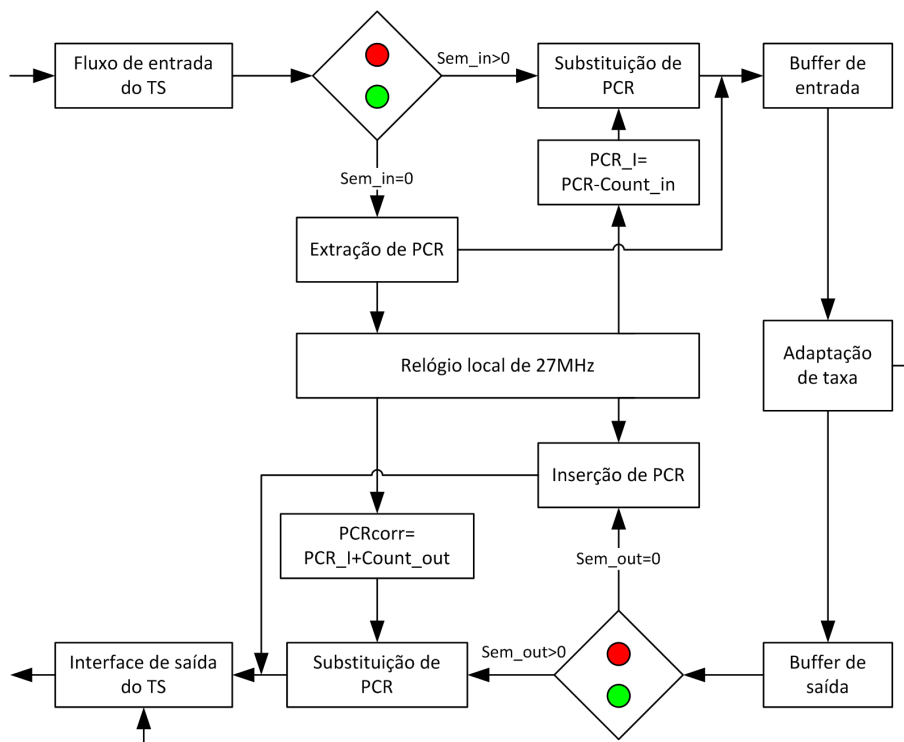 Fluxo de entrada
do TS
Sem_in>0
Substituição de
PCR
Buffer de
entrada
PCR_I=
PCR-Count_in
Sem_in=0
Extração de PCR
Relógio local de 27MHz
Adaptação
de taxa
Inserção de PCR
PCRcorr=
PCR_I+Count_out
Sem_out=0
Interface de saída
do TS
Substituição de
PCR
Sem_out>0
Buffer de
saída